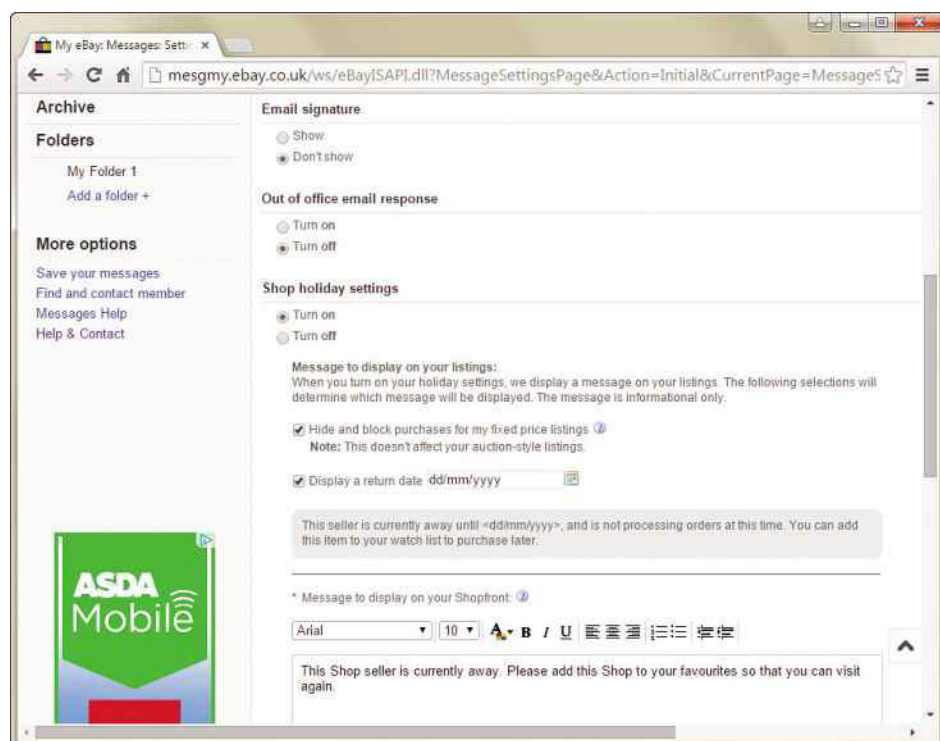 My eBay: Messages: Sett
mesgmy.ebay.co.uk/ws/eBayISAPI.dll?MessageSettingsPage&Action=Initial&CurrentPage=MessageS
Archive
Folders
My Folder 1
Add a folder +
More options
Save your messages
Find and contact member
Messages Help
Help & Contact
ASDA
Mobile
Email signature
Show
Don't show
Out of office email response
Turn on
Turn off
Shop holiday settings
Turn on
Turn off
Message to display on your listings:
When you turn on your holiday settings, we display a message on your listings. The following selections will
determine which message will be displayed. The message is informational only.
Hide and block purchases for my fixed price listings
Note: This doesn't affect your auction-style listings.
Display a return date dd/mm/yyyy
This seller is currently away until <dd/mm/yyyy>, and is not processing orders at this time. You can add
this item to your watch list to purchase later.
* Message to display on your Shopfront:
Arial 10 A B I U
This Shop seller is currently away. Please add this Shop to your favourites so that you can visit
again.